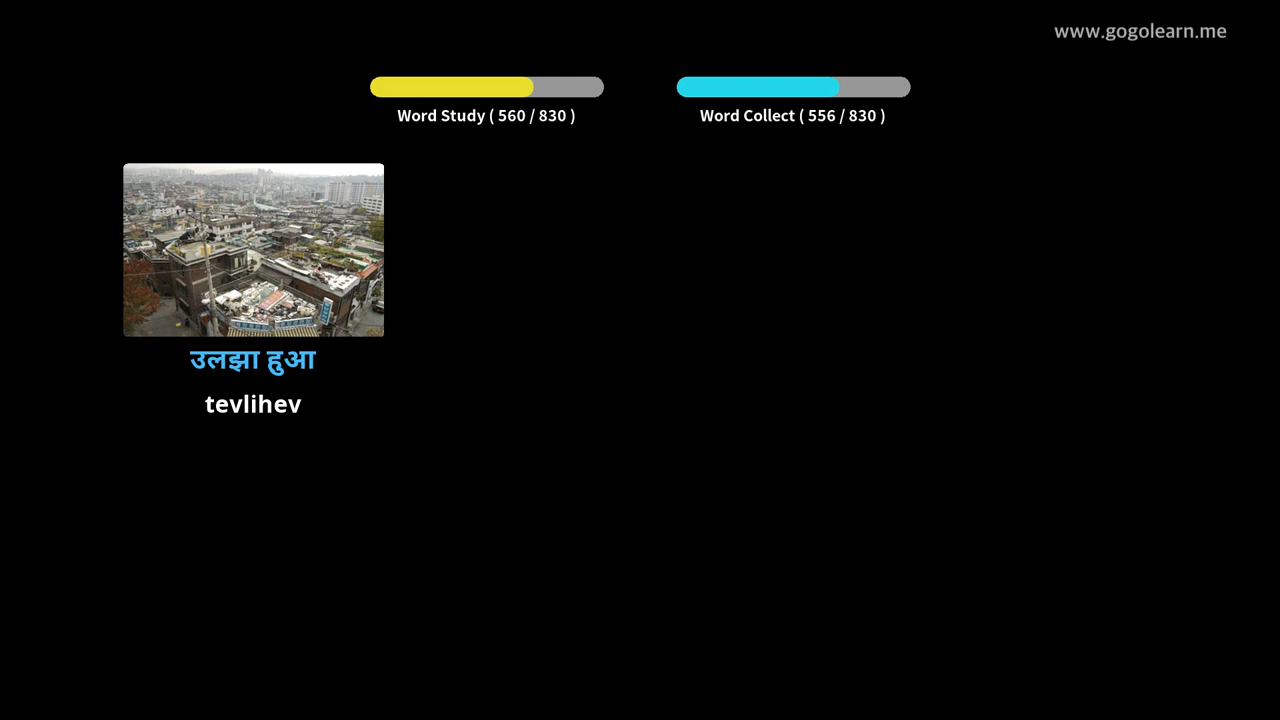 www.gogolearn.me
Word Study ( 560 / 830 )
Word Collect ( 556 / 830 )
उलझा हुआ
tevlihev